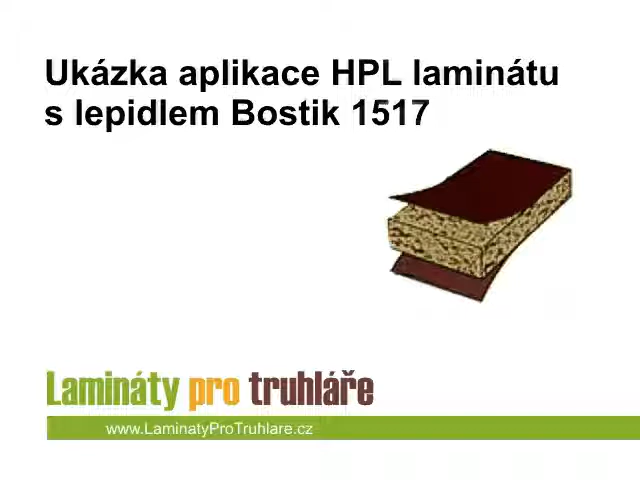 Ukázka aplikace HPL laminátu
s lepidlem Bostik 1517
Lamináty pro truhláře
www.LaminatyProTruhlare.cz